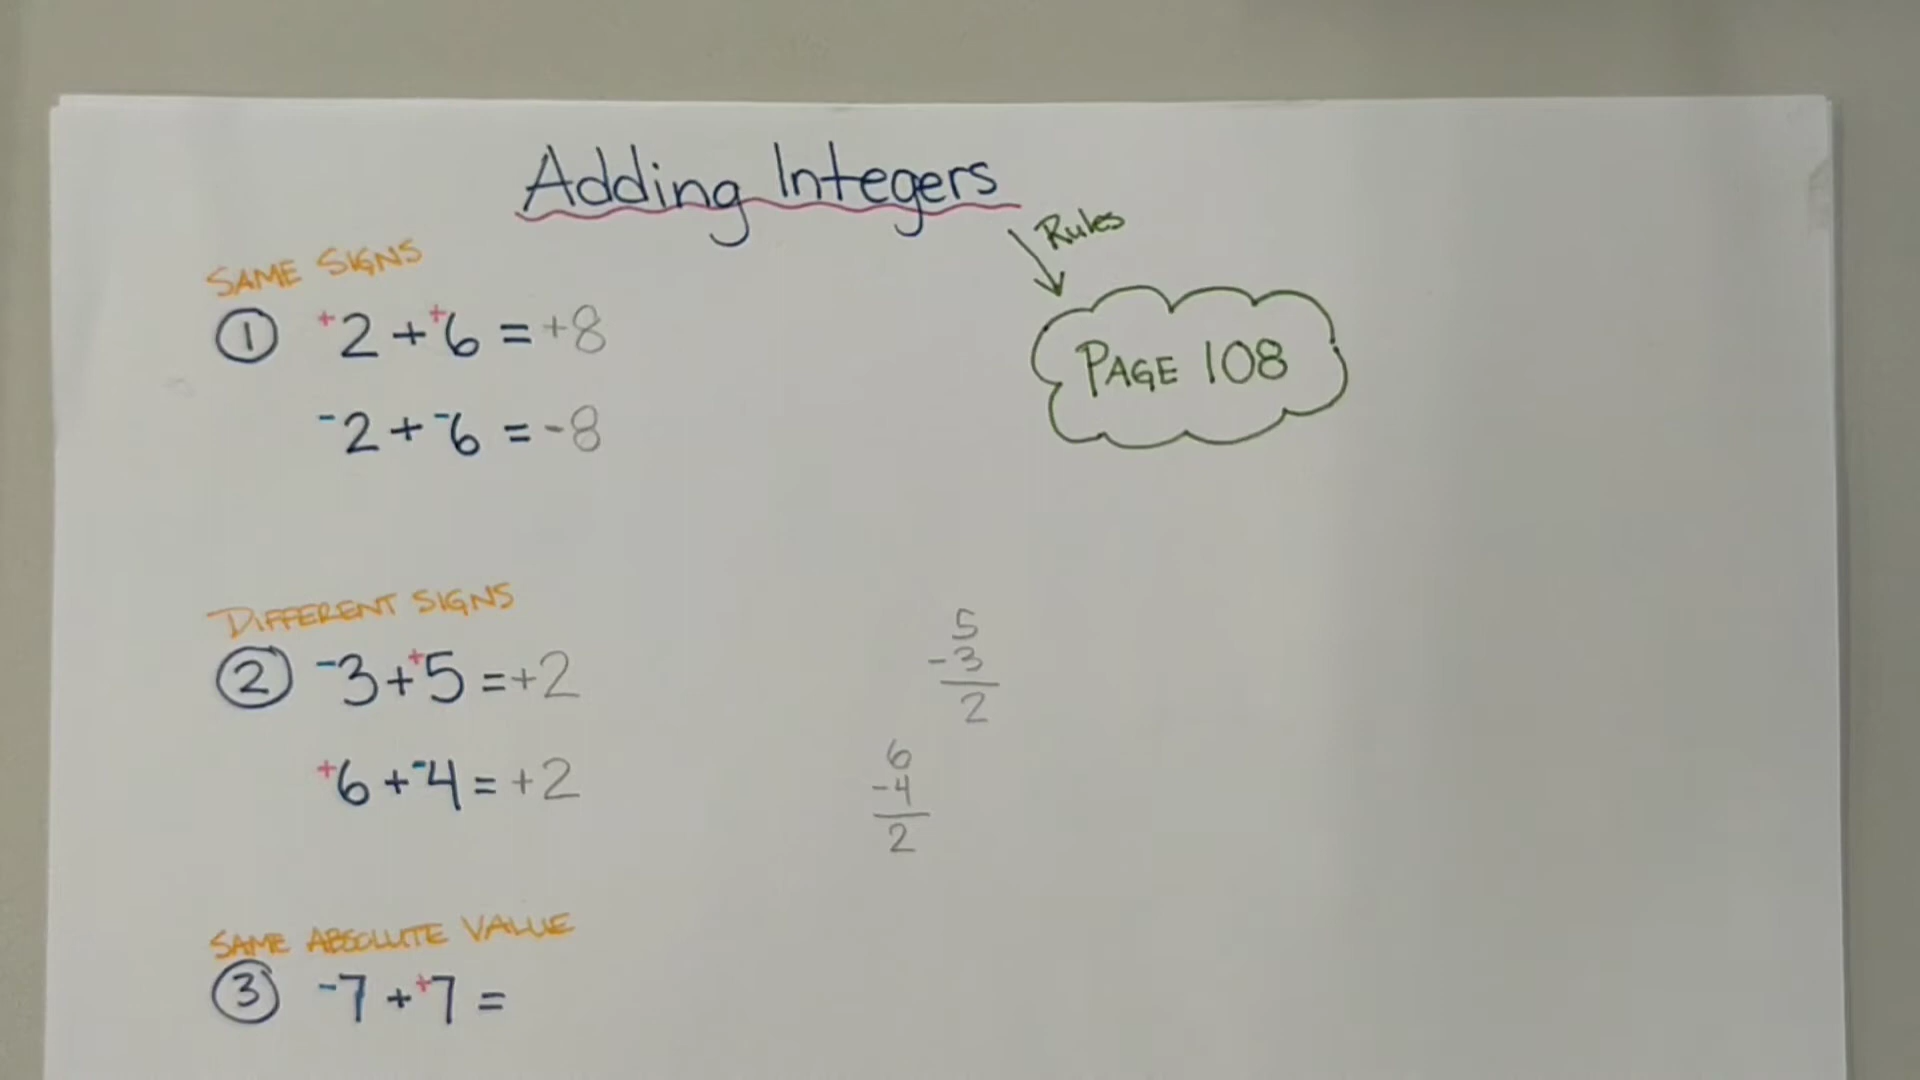 Adding Integers
Rules
PAGE 108
SAME SIGNS
① +2 + +6 = +8
-2 + -6 = -8
DIFFERENT SIGNS
② -3 + +5 = +2
+6 + -4 = +2
5
-3
2
6
-4
2
SAME ABSOLUTE VALUE
③ -7 + +7 =